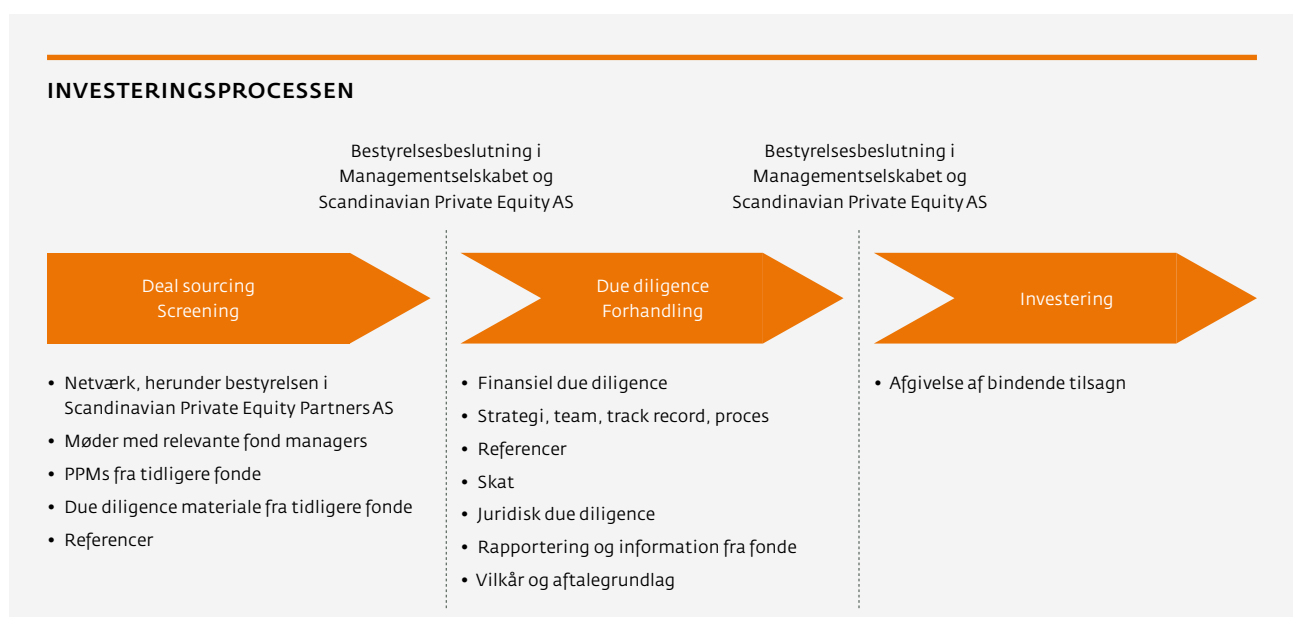 INVESTERINGSPROCESSEN
Bestyrelsesbeslutning i
Managementselskabet og
Scandinavian Private Equity AS
Bestyrelsesbeslutning i
Managementselskabet og
Scandinavian Private Equity AS
Deal sourcing
Screening
Due diligence
Forhandling
Investering
• Netværk, herunder bestyrelsen i
Scandinavian Private Equity Partners AS
• Møder med relevante fond managers
• PPMs fra tidligere fonde
• Due diligence materiale fra tidligere fonde
• Referencer
• Finansiel due diligence
• Strategi, team, track record, proces
• Referencer
• Skat
• Juridisk due diligence
• Rapportering og information fra fonde
• Vilkår og aftalegrundlag
• Afgivelse af bindende tilsagn